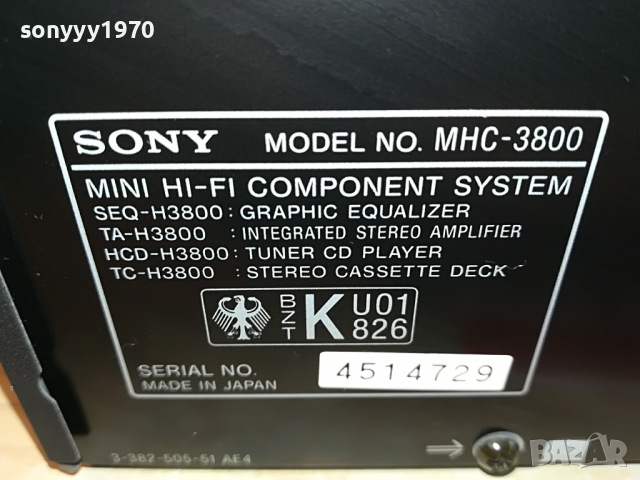 sonyyy1970
SONY MODEL NO. MHC-3800
MINI HI-FI COMPONENT SYSTEM
SEQ-H3800 : GRAPHIC EQUALIZER
TA-H3800 : INTEGRATED STEREO AMPLIFIER
HCD-H3800 : TUNER CD PLAYER
TC-H3800 : STEREO CASSETTE DECK
BZT K U01 826
SERIAL NO. 4514729
MADE IN JAPAN
3-382-505-51 AE4
BAZAR